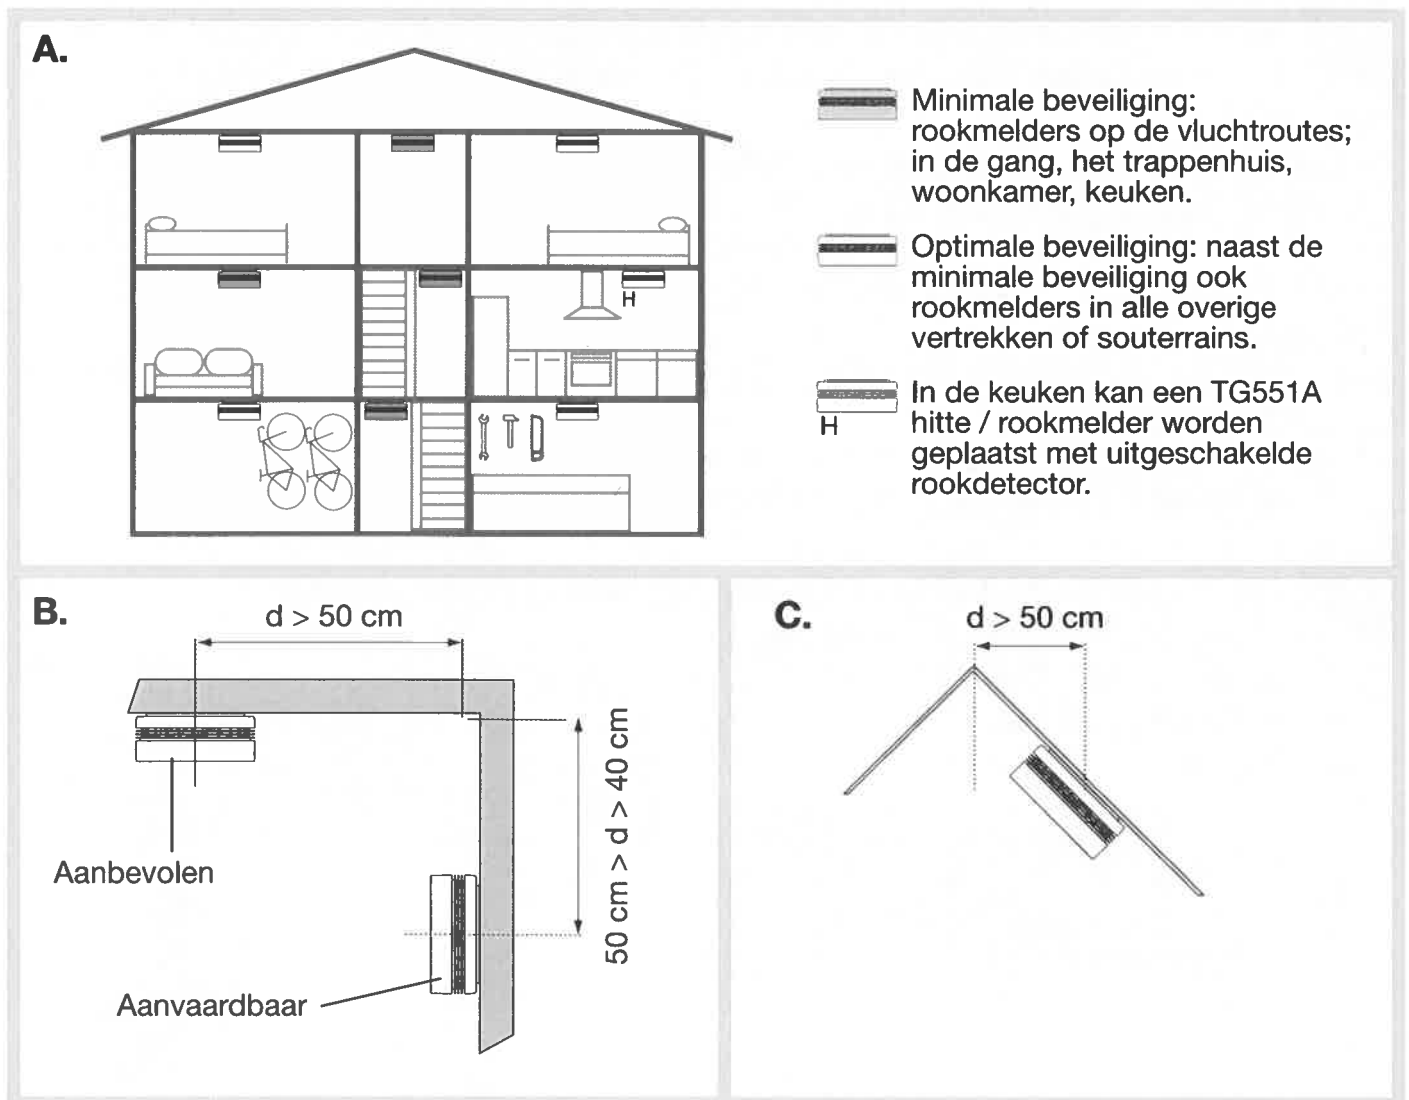 A.
Minimale beveiliging:
rookmelders op de vluchtroutes;
in de gang, het trappenhuis,
woonkamer, keuken.
Optimale beveiliging: naast de
minimale beveiliging ook
rookmelders in alle overige
vertrekken of souterrains.
In de keuken kan een TG551A
H hitte / rookmelder worden
geplaatst met uitgeschakelde
rookdetector.
H
B.
d > 50 cm
50 cm > d > 40 cm
Aanbevolen
Aanvaardbaar
C.
d > 50 cm